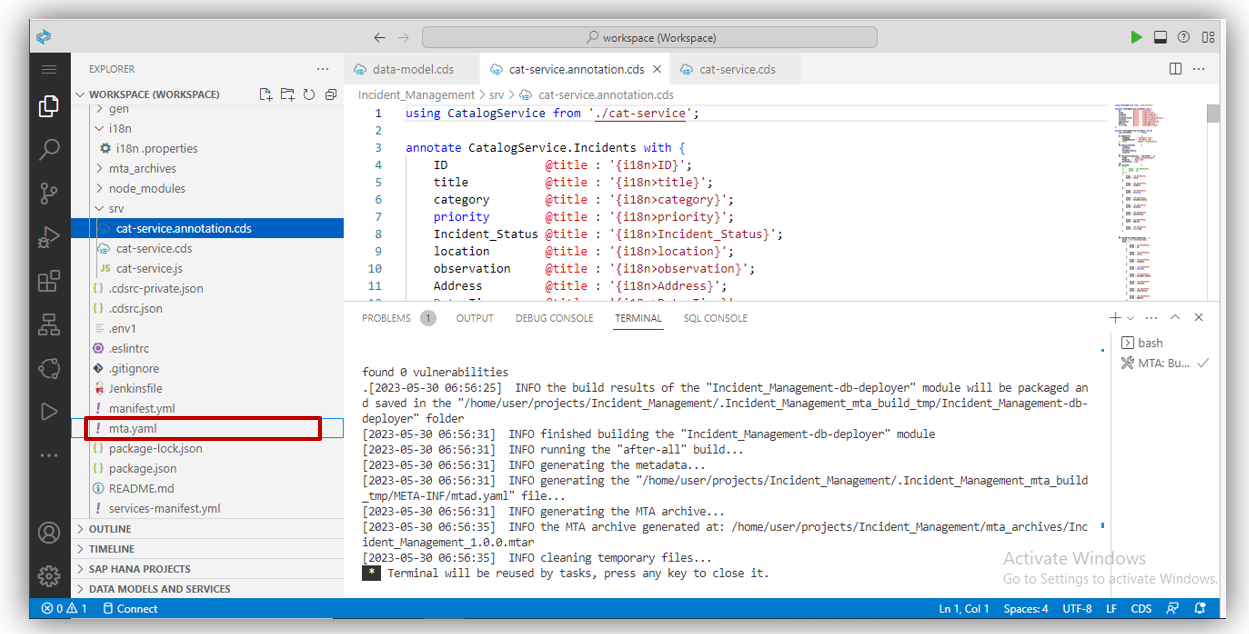 workspace (Workspace)
EXPLORER
data-model.cds
cat-service.annotation.cds
cat-service.cds
WORKSPACE (WORKSPACE)
Incident_Management > srv > cat-service.annotation.cds
gen
i18n
i18n .properties
mta_archives
node_modules
srv
cat-service.annotation.cds
cat-service.cds
JS cat-service.js
{} .cdsrc-private.json
{} .cdsrc.json
.env1
.eslintrc
.gitignore
Jenkinsfile
! manifest.yml
! mta.yaml
{} package-lock.json
{} package.json
README.md
! services-manifest.yml
OUTLINE
TIMELINE
SAP HANA PROJECTS
DATA MODELS AND SERVICES
1 using CatalogService from './cat-service';
2
3 annotate CatalogService.Incidents with {
4 ID @title : '{i18n>ID}';
5 title @title : '{i18n>title}';
6 category @title : '{i18n>category}';
7 priority @title : '{i18n>priority}';
8 Incident_Status @title : '{i18n>Incident_Status}';
9 location @title : '{i18n>location}';
10 observation @title : '{i18n>observation}';
11 Address @title : '{i18n>Address}';
PROBLEMS 1 OUTPUT DEBUG CONSOLE TERMINAL SQL CONSOLE
bash
MTA: Bu...
found 0 vulnerabilities
.[2023-05-30 06:56:25] INFO the build results of the "Incident_Management-db-deployer" module will be packaged an
d saved in the "/home/user/projects/Incident_Management/.Incident_Management_mta_build_tmp/Incident_Management-db-
deployer" folder
[2023-05-30 06:56:31] INFO finished building the "Incident_Management-db-deployer" module
[2023-05-30 06:56:31] INFO running the "after-all" build...
[2023-05-30 06:56:31] INFO generating the metadata...
[2023-05-30 06:56:31] INFO generating the "/home/user/projects/Incident_Management/.Incident_Management_mta_build
_tmp/META-INF/mtad.yaml" file...
[2023-05-30 06:56:31] INFO generating the MTA archive...
[2023-05-30 06:56:35] INFO the MTA archive generated at: /home/user/projects/Incident_Management/mta_archives/Inc
ident_Management_1.0.0.mtar
[2023-05-30 06:56:35] INFO cleaning temporary files...
* Terminal will be reused by tasks, press any key to close it.
Activate Windows
Go to Settings to activate Windows.
0 1 Connect
Ln 1, Col 1 Spaces: 4 UTF-8 LF CDS